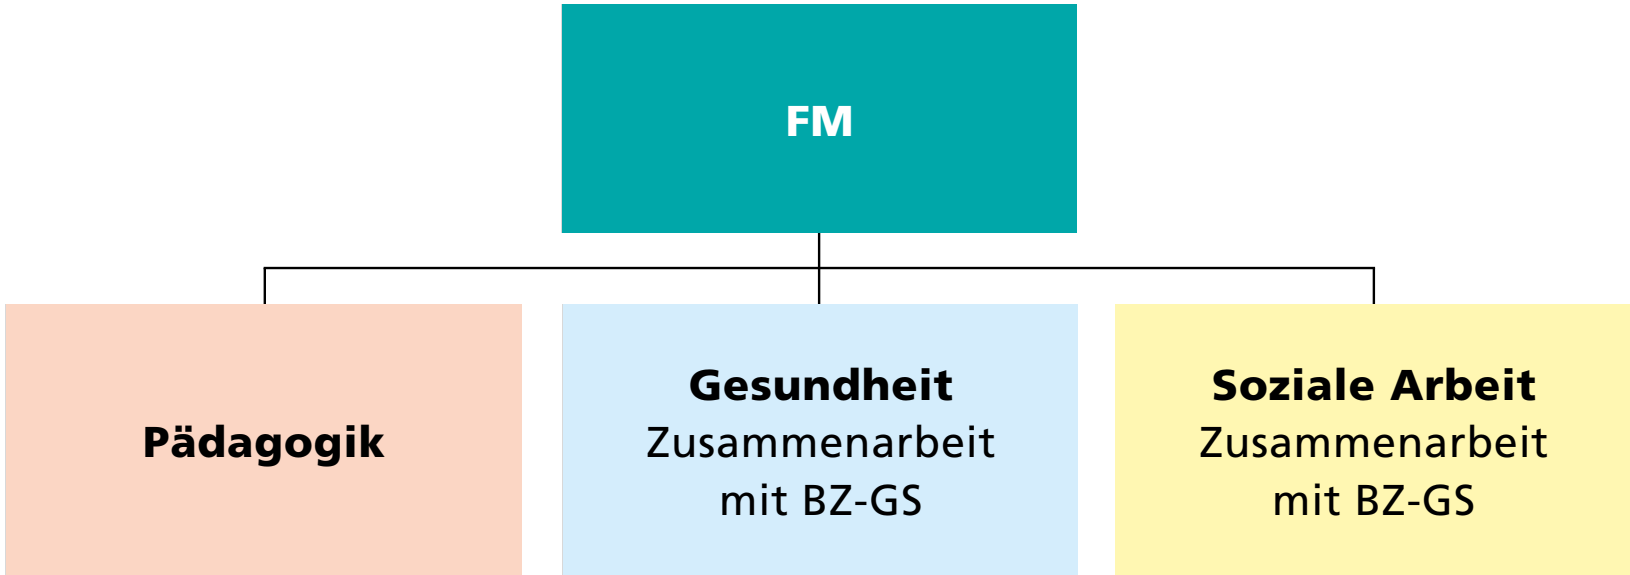 FM
Pädagogik
Gesundheit
Zusammenarbeit
mit BZ-GS
Soziale Arbeit
Zusammenarbeit
mit BZ-GS